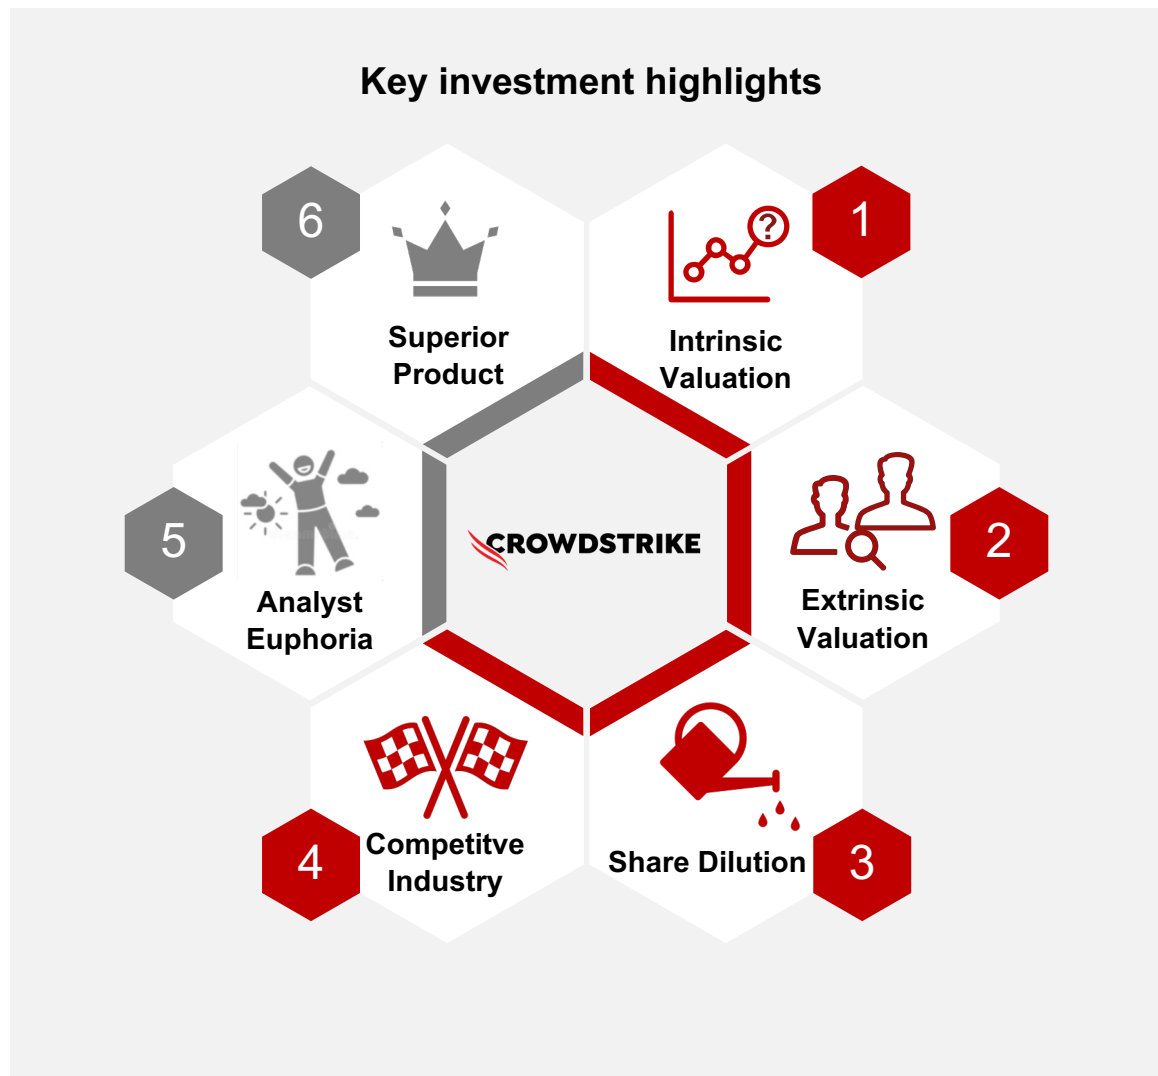 Key investment highlights
6
1
?
Superior
Product
Intrinsic
Valuation
5
CROWDSTRIKE
2
Analyst
Euphoria
Extrinsic
Valuation
4
Competitve
Industry
Share Dilution
3